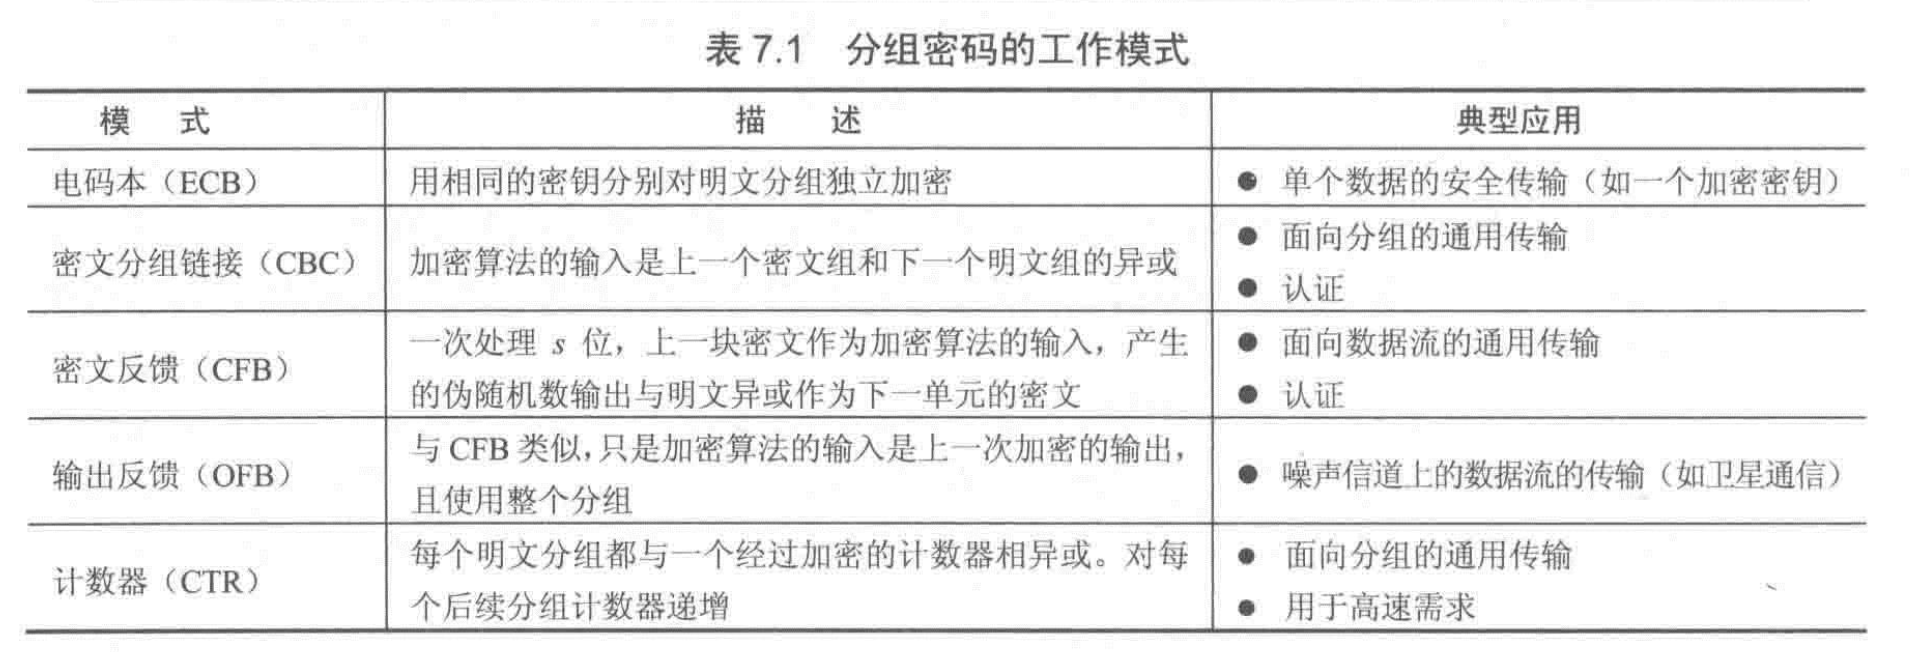 表 7.1 分组密码的工作模式
模 式 描 述 典型应用
电码本（ECB） 用相同的密钥分别对明文分组独立加密 ● 单个数据的安全传输（如一个加密密钥）
密文分组链接（CBC） 加密算法的输入是上一个密文组和下一个明文组的异或 ● 面向分组的通用传输
● 认证
密文反馈（CFB） 一次处理 s 位，上一块密文作为加密算法的输入，产生
的伪随机数输出与明文异或作为下一单元的密文
● 面向数据流的通用传输
● 认证
输出反馈（OFB） 与 CFB 类似，只是加密算法的输入是上一次加密的输出，
且使用整个分组
● 噪声信道上的数据流的传输（如卫星通信）
计数器（CTR） 每个明文分组都与一个经过加密的计数器相异或。对每
个后续分组计数器递增
● 面向分组的通用传输
● 用于高速需求